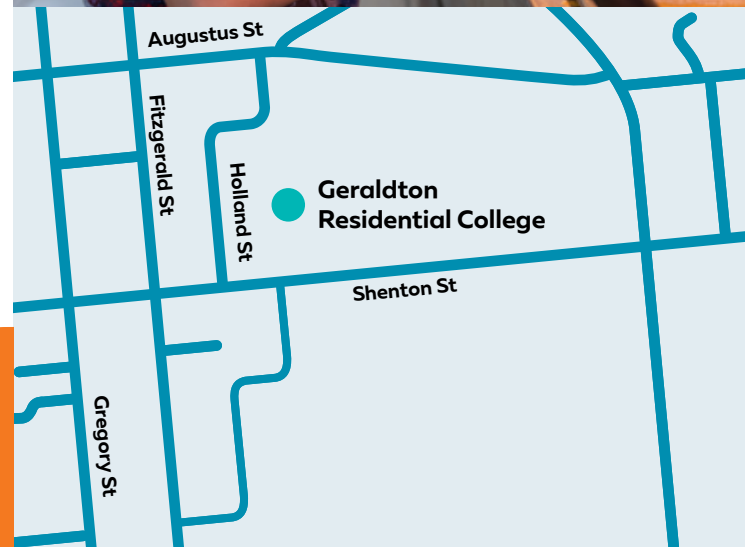 Augustus St
Fitzgerald St
Holland St
Geraldton
Residential College
Shenton St
Gregory St